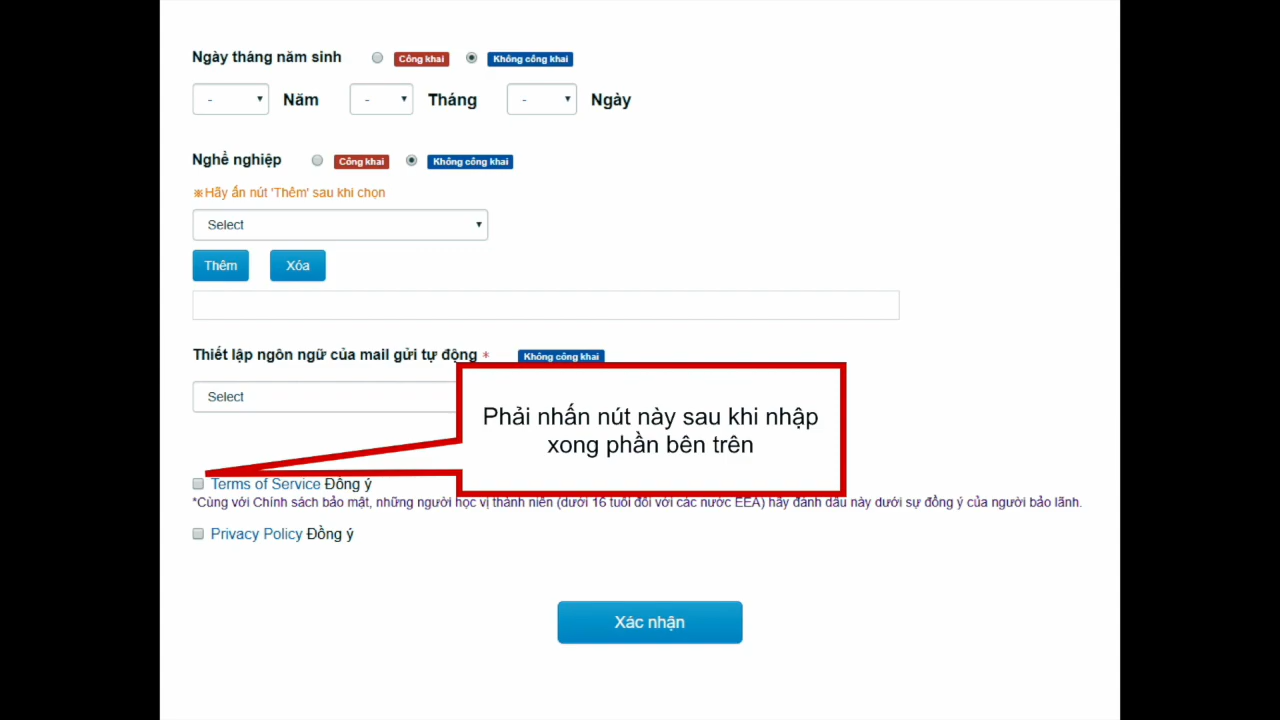 Ngày tháng năm sinh Công khai Không công khai
- Năm - Tháng - Ngày
Nghề nghiệp Công khai Không công khai
※Hãy ấn nút 'Thêm' sau khi chọn
Select
Thêm Xóa
Thiết lập ngôn ngữ của mail gửi tự động * Không công khai
Select
Phải nhấn nút này sau khi nhập
xong phần bên trên
Terms of Service Đồng ý
*Cùng với Chính sách bảo mật, những người học vị thành niên (dưới 16 tuổi đối với các nước EEA) hãy đánh dấu này dưới sự đồng ý của người bảo lãnh.
Privacy Policy Đồng ý
Xác nhận